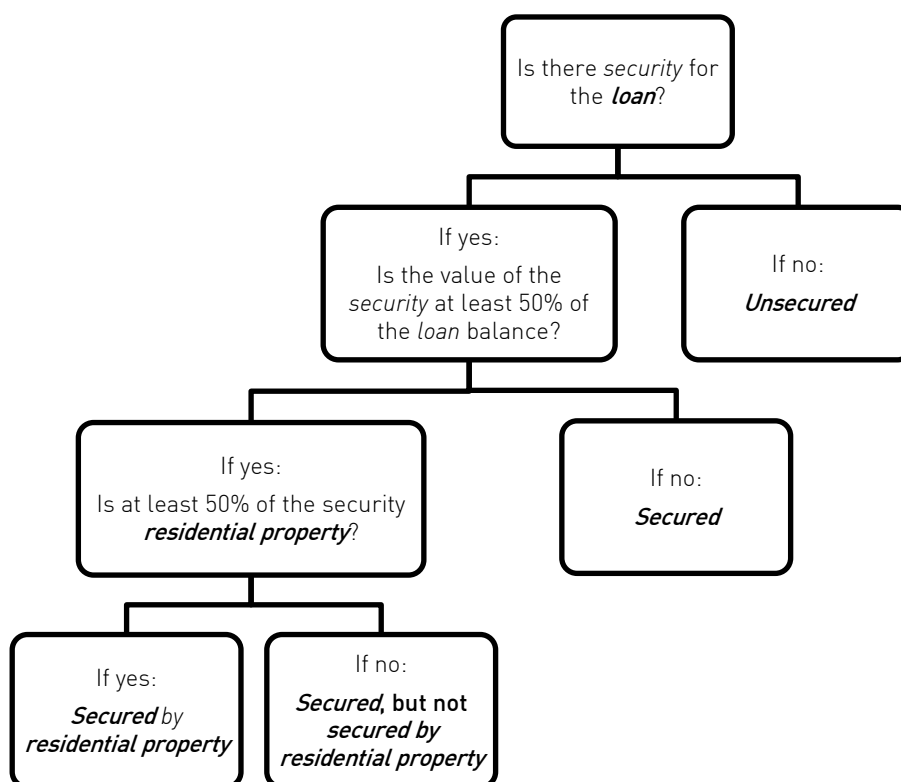 Is there security for
the loan?
If yes:
Is the value of the
security at least 50% of
the loan balance?
If no:
Unsecured
If yes:
Is at least 50% of the security
residential property?
If no:
Secured
If yes:
Secured by
residential property
If no:
Secured, but not
secured by
residential property